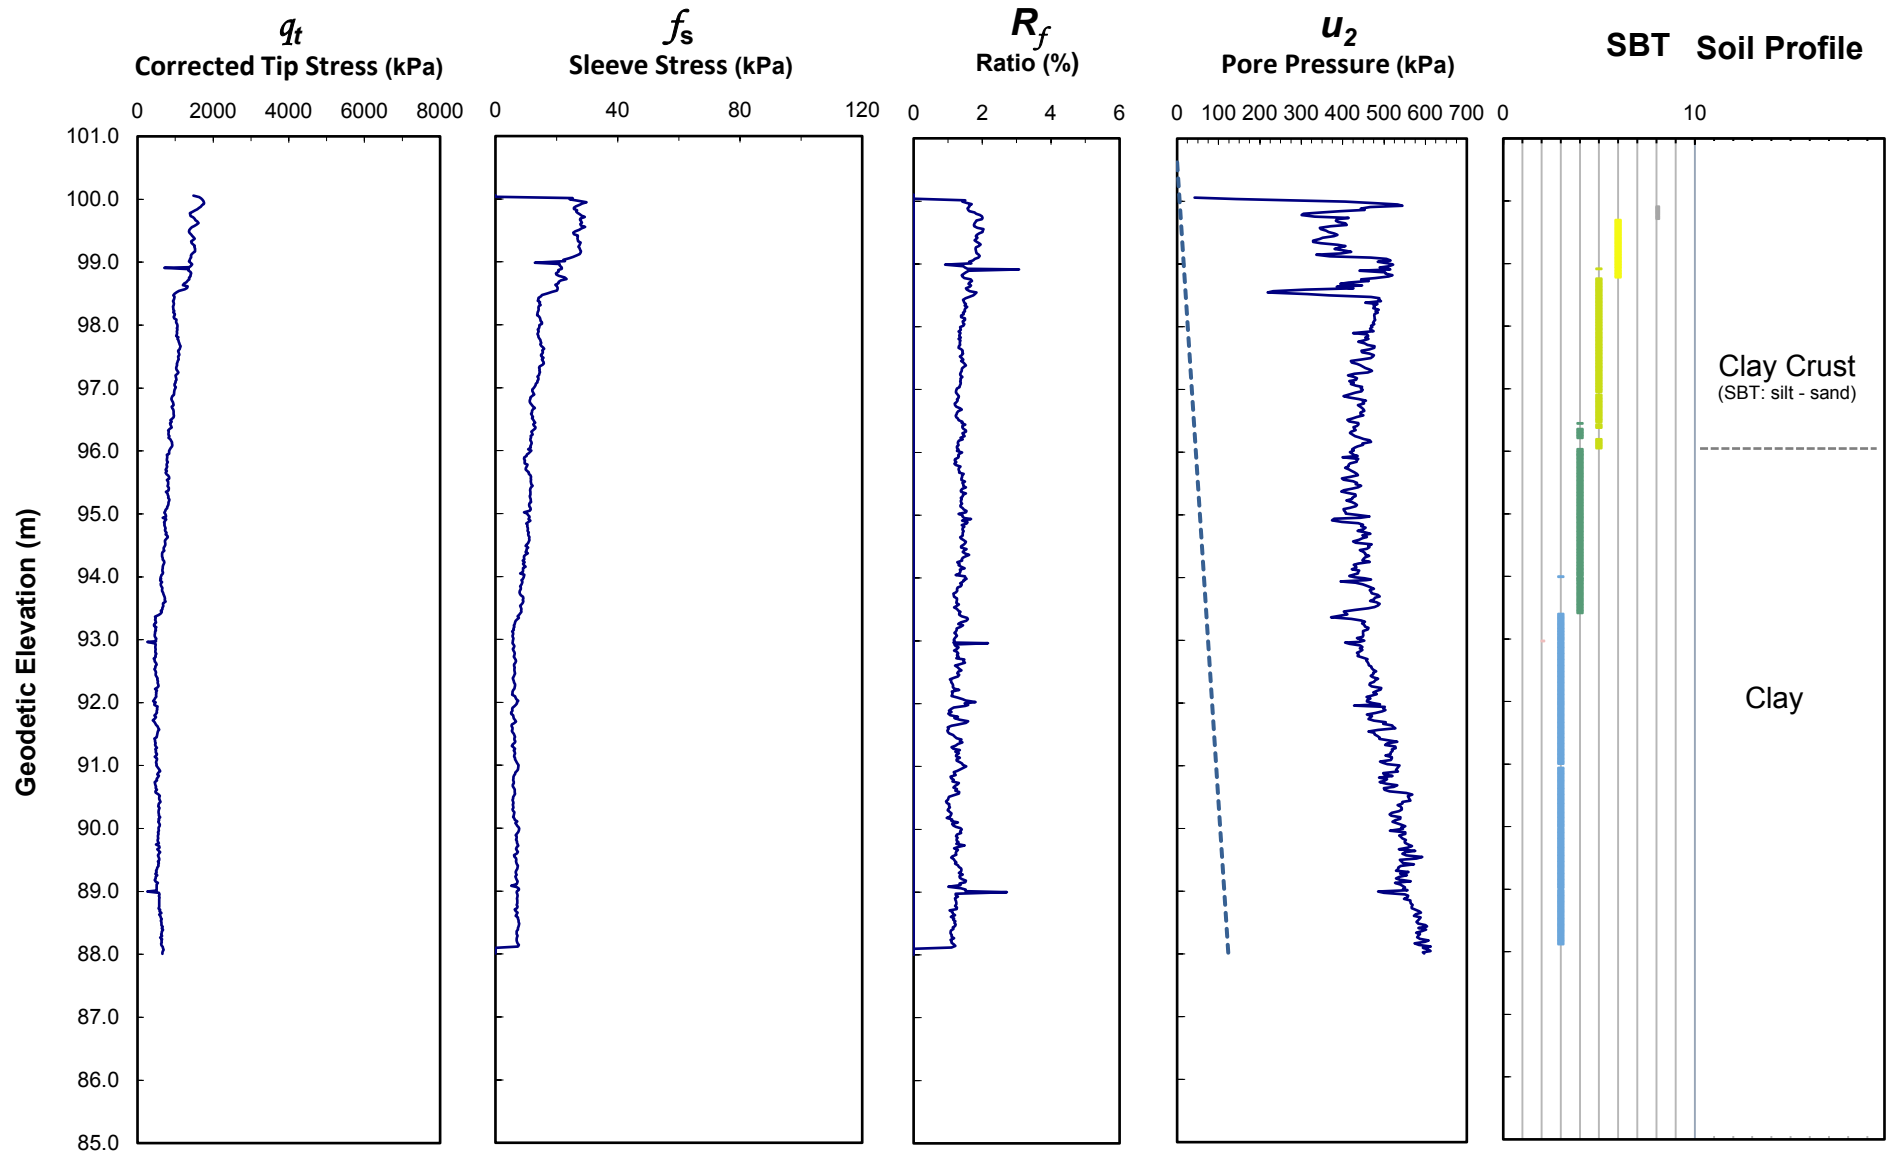 qt
Corrected Tip Stress (kPa)
fs
Sleeve Stress (kPa)
Rf
Ratio (%)
u2
Pore Pressure (kPa)
SBT
Soil Profile
0 2000 4000 6000 8000
0 40 80 120
0 2 4 6
0 100 200 300 400 500 600 700
0 10
Geodetic Elevation (m)
101.0
100.0
99.0
98.0
97.0
96.0
95.0
94.0
93.0
92.0
91.0
90.0
89.0
88.0
87.0
86.0
85.0
Clay Crust
(SBT: silt - sand)
Clay